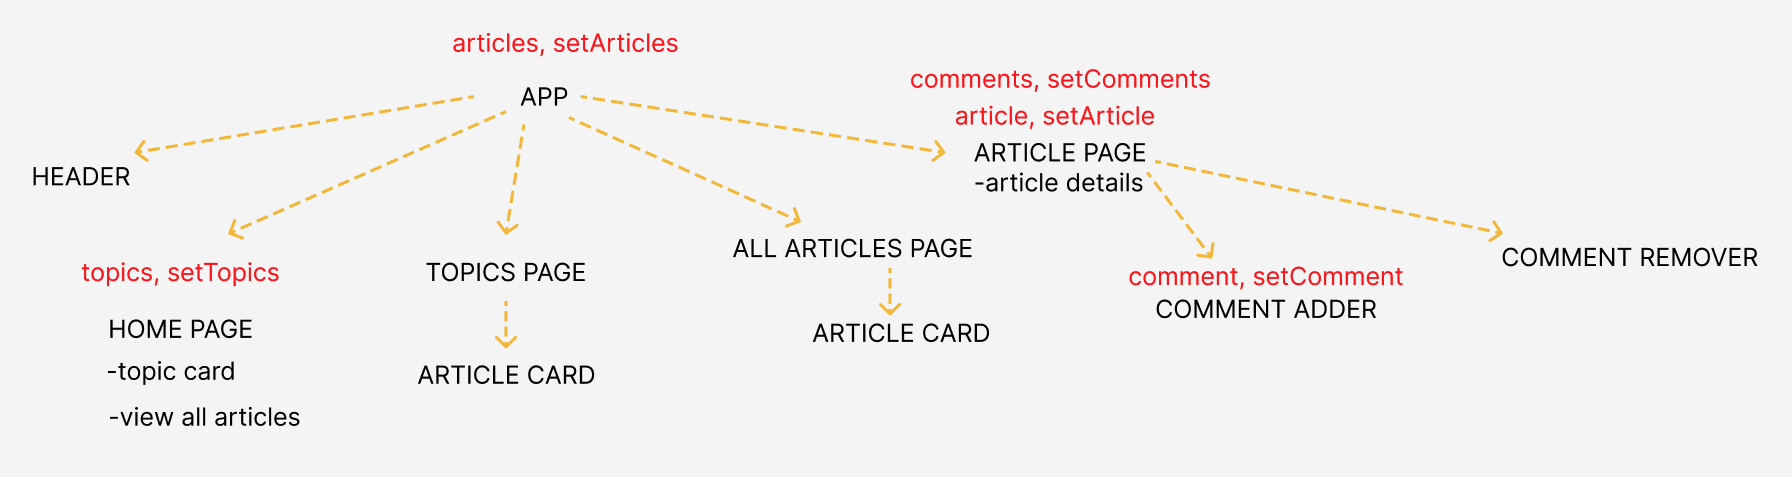 articles, setArticles
APP
comments, setComments
article, setArticle
ARTICLE PAGE
-article details
HEADER
topics, setTopics
HOME PAGE
-topic card
-view all articles
TOPICS PAGE
ARTICLE CARD
ALL ARTICLES PAGE
ARTICLE CARD
comment, setComment
COMMENT ADDER
COMMENT REMOVER